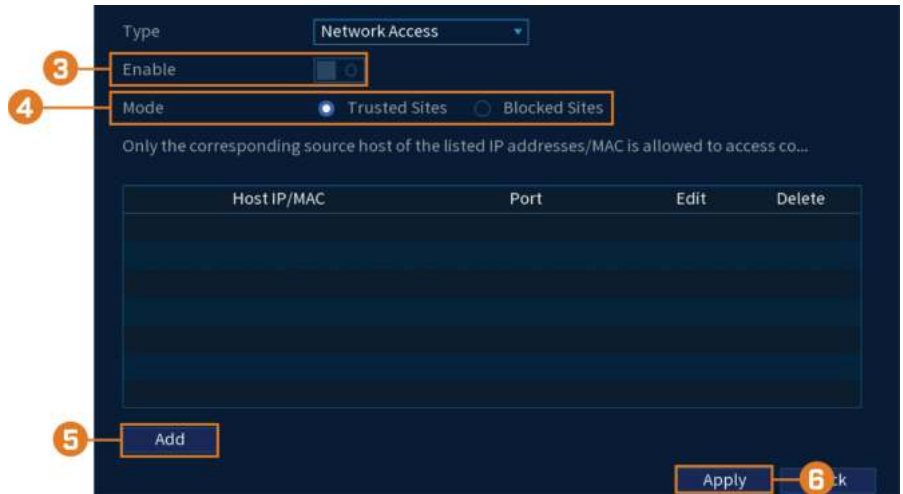 Type Network Access
3 Enable
4 Mode Trusted Sites Blocked Sites
Only the corresponding source host of the listed IP addresses/MAC is allowed to access co...
Host IP/MAC Port Edit Delete
5 Add
Apply 6